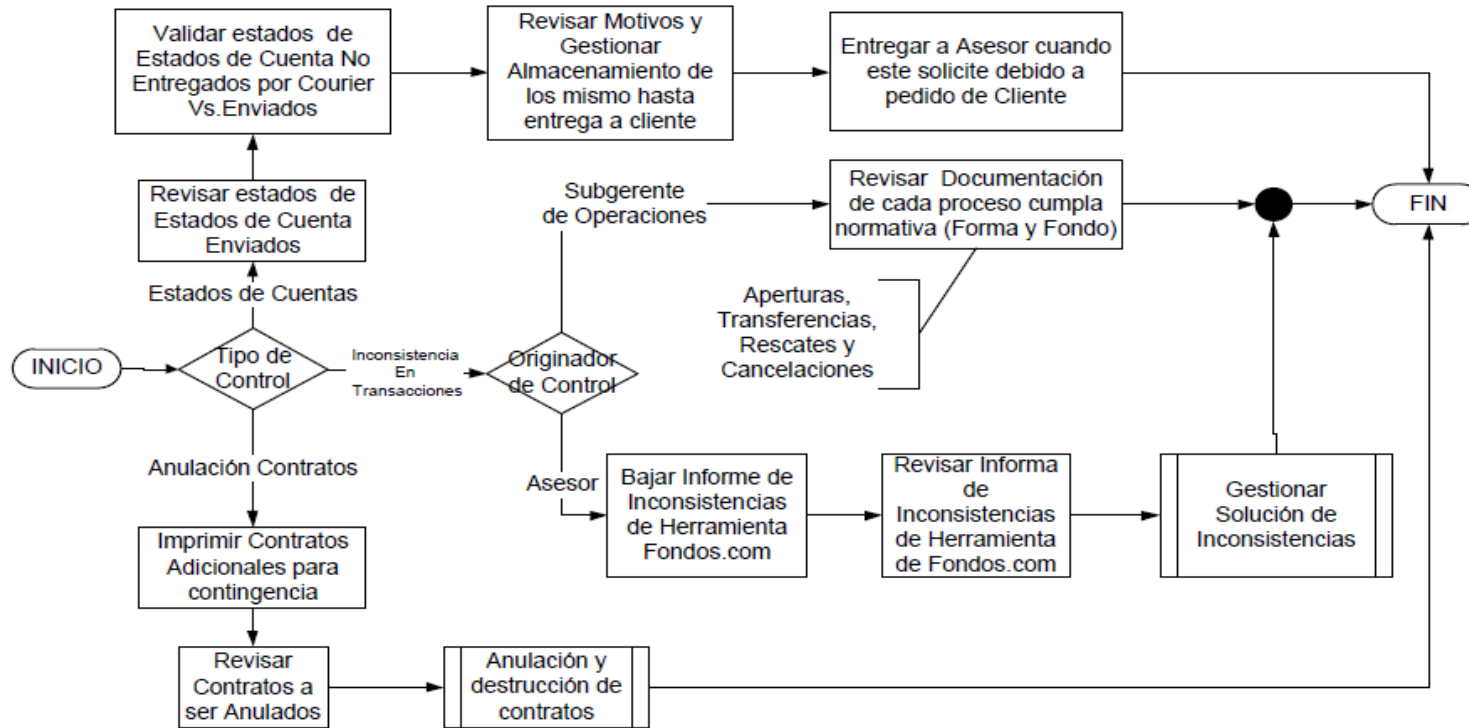 Validar estados de
Estados de Cuenta No
Entregados por Courier
Vs.Enviados
Revisar Motivos y
Gestionar
Almacenamiento de
los mismo hasta
entrega a cliente
Entregar a Asesor cuando
este solicite debido a
pedido de Cliente
Revisar estados de
Estados de Cuenta
Enviados
Subgerente
de Operaciones
Revisar Documentación
de cada proceso cumpla
normativa (Forma y Fondo)
FIN
Estados de Cuentas
Aperturas,
Transferencias,
Rescates y
Cancelaciones
INICIO
Tipo de
Control
Inconsistencia
En
Transacciones
Originador
de Control
Anulación Contratos
Asesor
Bajar Informe de
Inconsistencias
de Herramienta
Fondos.com
Revisar Informa
de
Inconsistencias
de Herramienta
de Fondos.com
Gestionar
Solución de
Inconsistencias
Imprimir Contratos
Adicionales para
contingencia
Revisar
Contratos a
ser Anulados
Anulación y
destrucción de
contratos